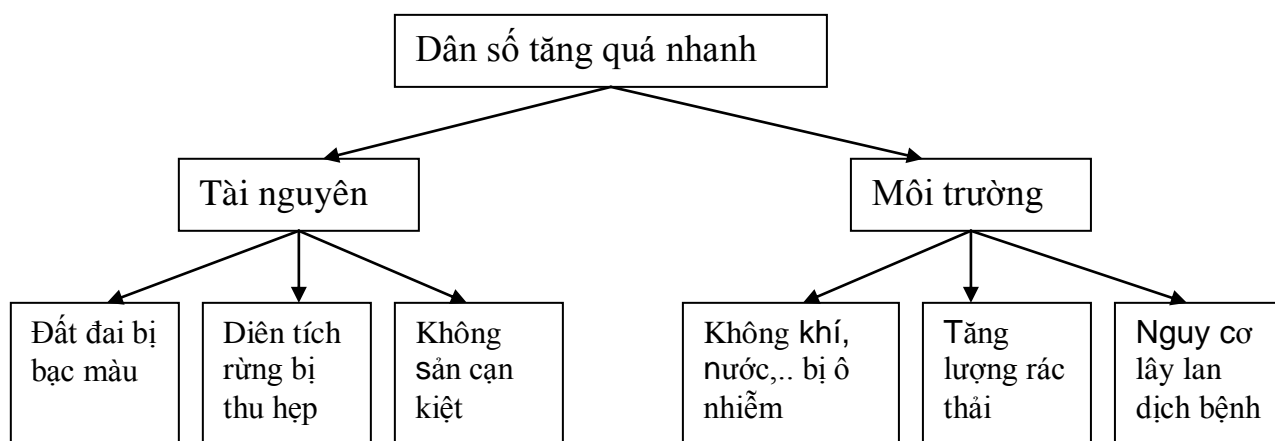 Dân số tăng quá nhanh
Tài nguyên
Môi trường
Đất đai bị
bạc màu
Diên tích
rừng bị
thu hẹp
Không
sản cạn
kiệt
Không khí,
nước,.. bị ô
nhiễm
Tăng
lượng rác
thải
Nguy cơ
lây lan
dịch bệnh